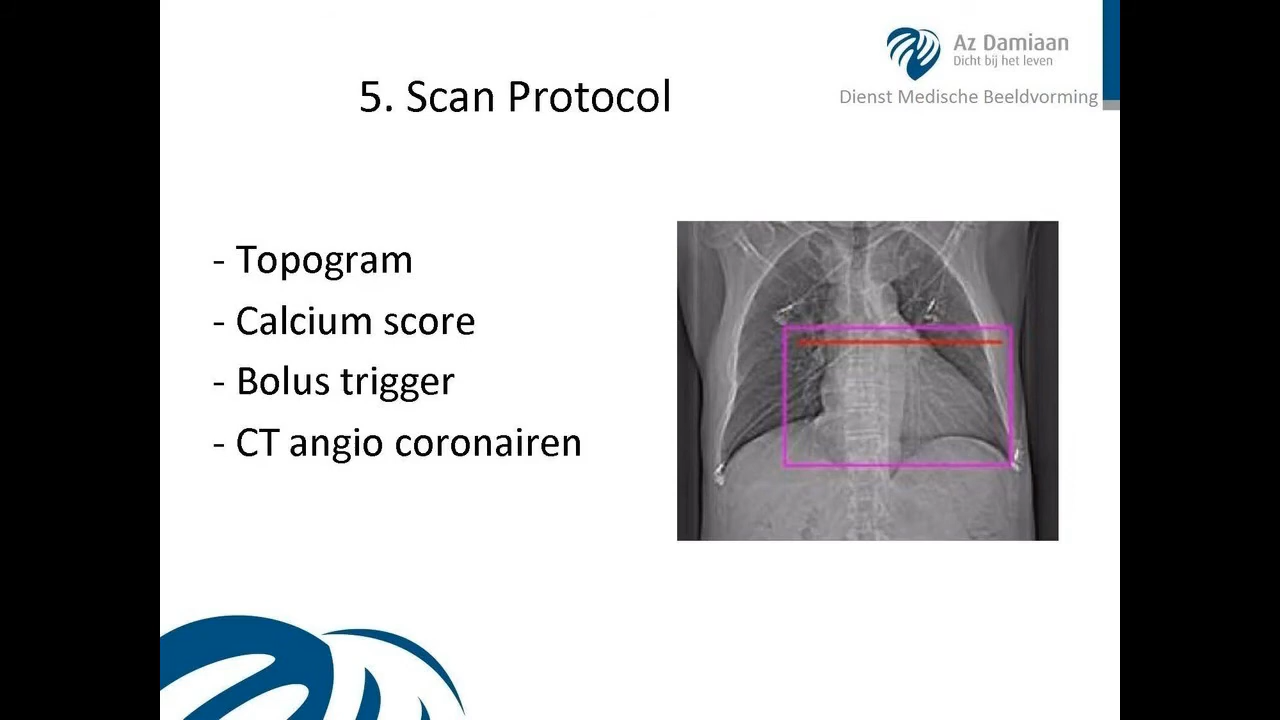 Az Damiaan
Dicht bij het leven
Dienst Medische Beeldvorming
5. Scan Protocol
- Topogram
- Calcium score
- Bolus trigger
- CT angio coronairen